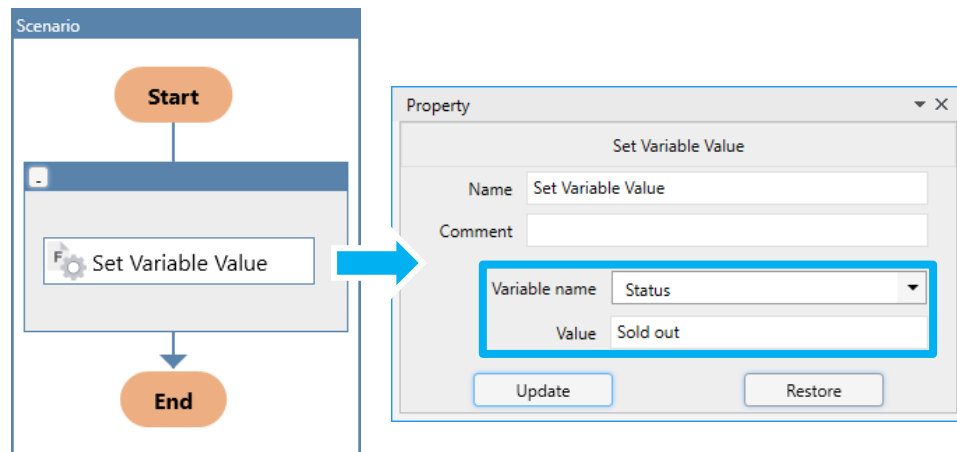 Scenario
Start
-
F
Set Variable Value
End
Property
Set Variable Value
Name Set Variable Value
Comment
Variable name Status
Value Sold out
Update Restore